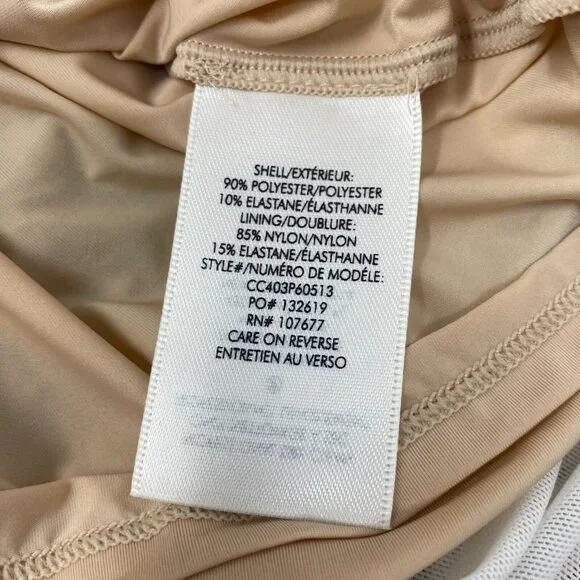 SHELL/EXTÉRIEUR:
90% POLYESTER/POLYESTER
10% ELASTANE/ÉLASTHANNE
LINING/DOUBLURE:
85% NYLON/NYLON
15% ELASTANE/ÉLASTHANNE
STYLE#/NUMÉRO DE MODÉLE:
CC403P60513
PO# 132619
RN# 107677
CARE ON REVERSE
ENTRETIEN AU VERSO